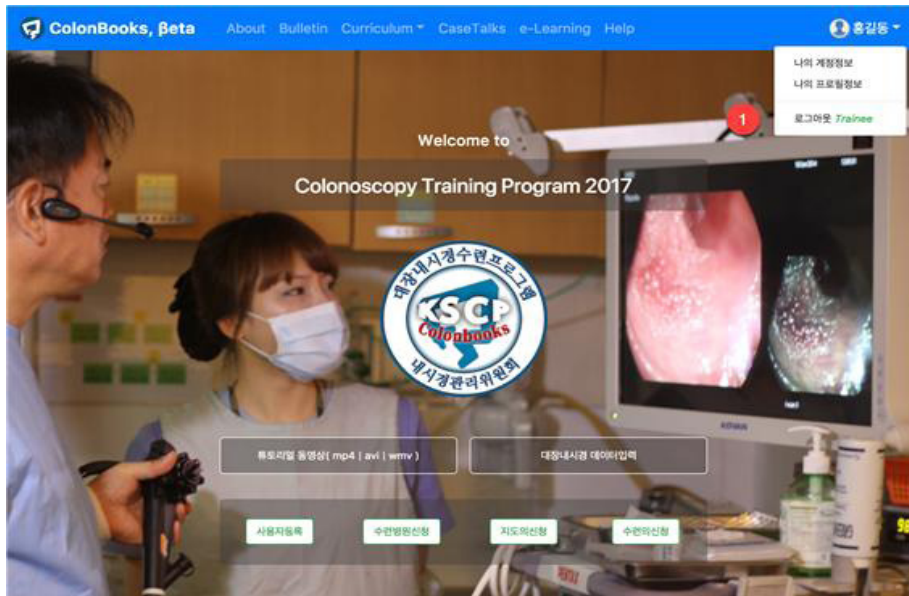 ColonBooks, βeta
About Bulletin Curriculum CaseTalks e-Learning Help
홍길동
나의 계정정보
나의 프로필정보
1
로그아웃 Trainee
Welcome to
Colonoscopy Training Program 2017
대장내시경수련프로그램
KSCP
Colonbooks
내시경관리위원회
튜토리얼 동영상( mp4 | avi | wmv )
대장내시경 데이터입력
사용자등록
수련병원신청
지도의신청
수련의신청
PENTAX
98